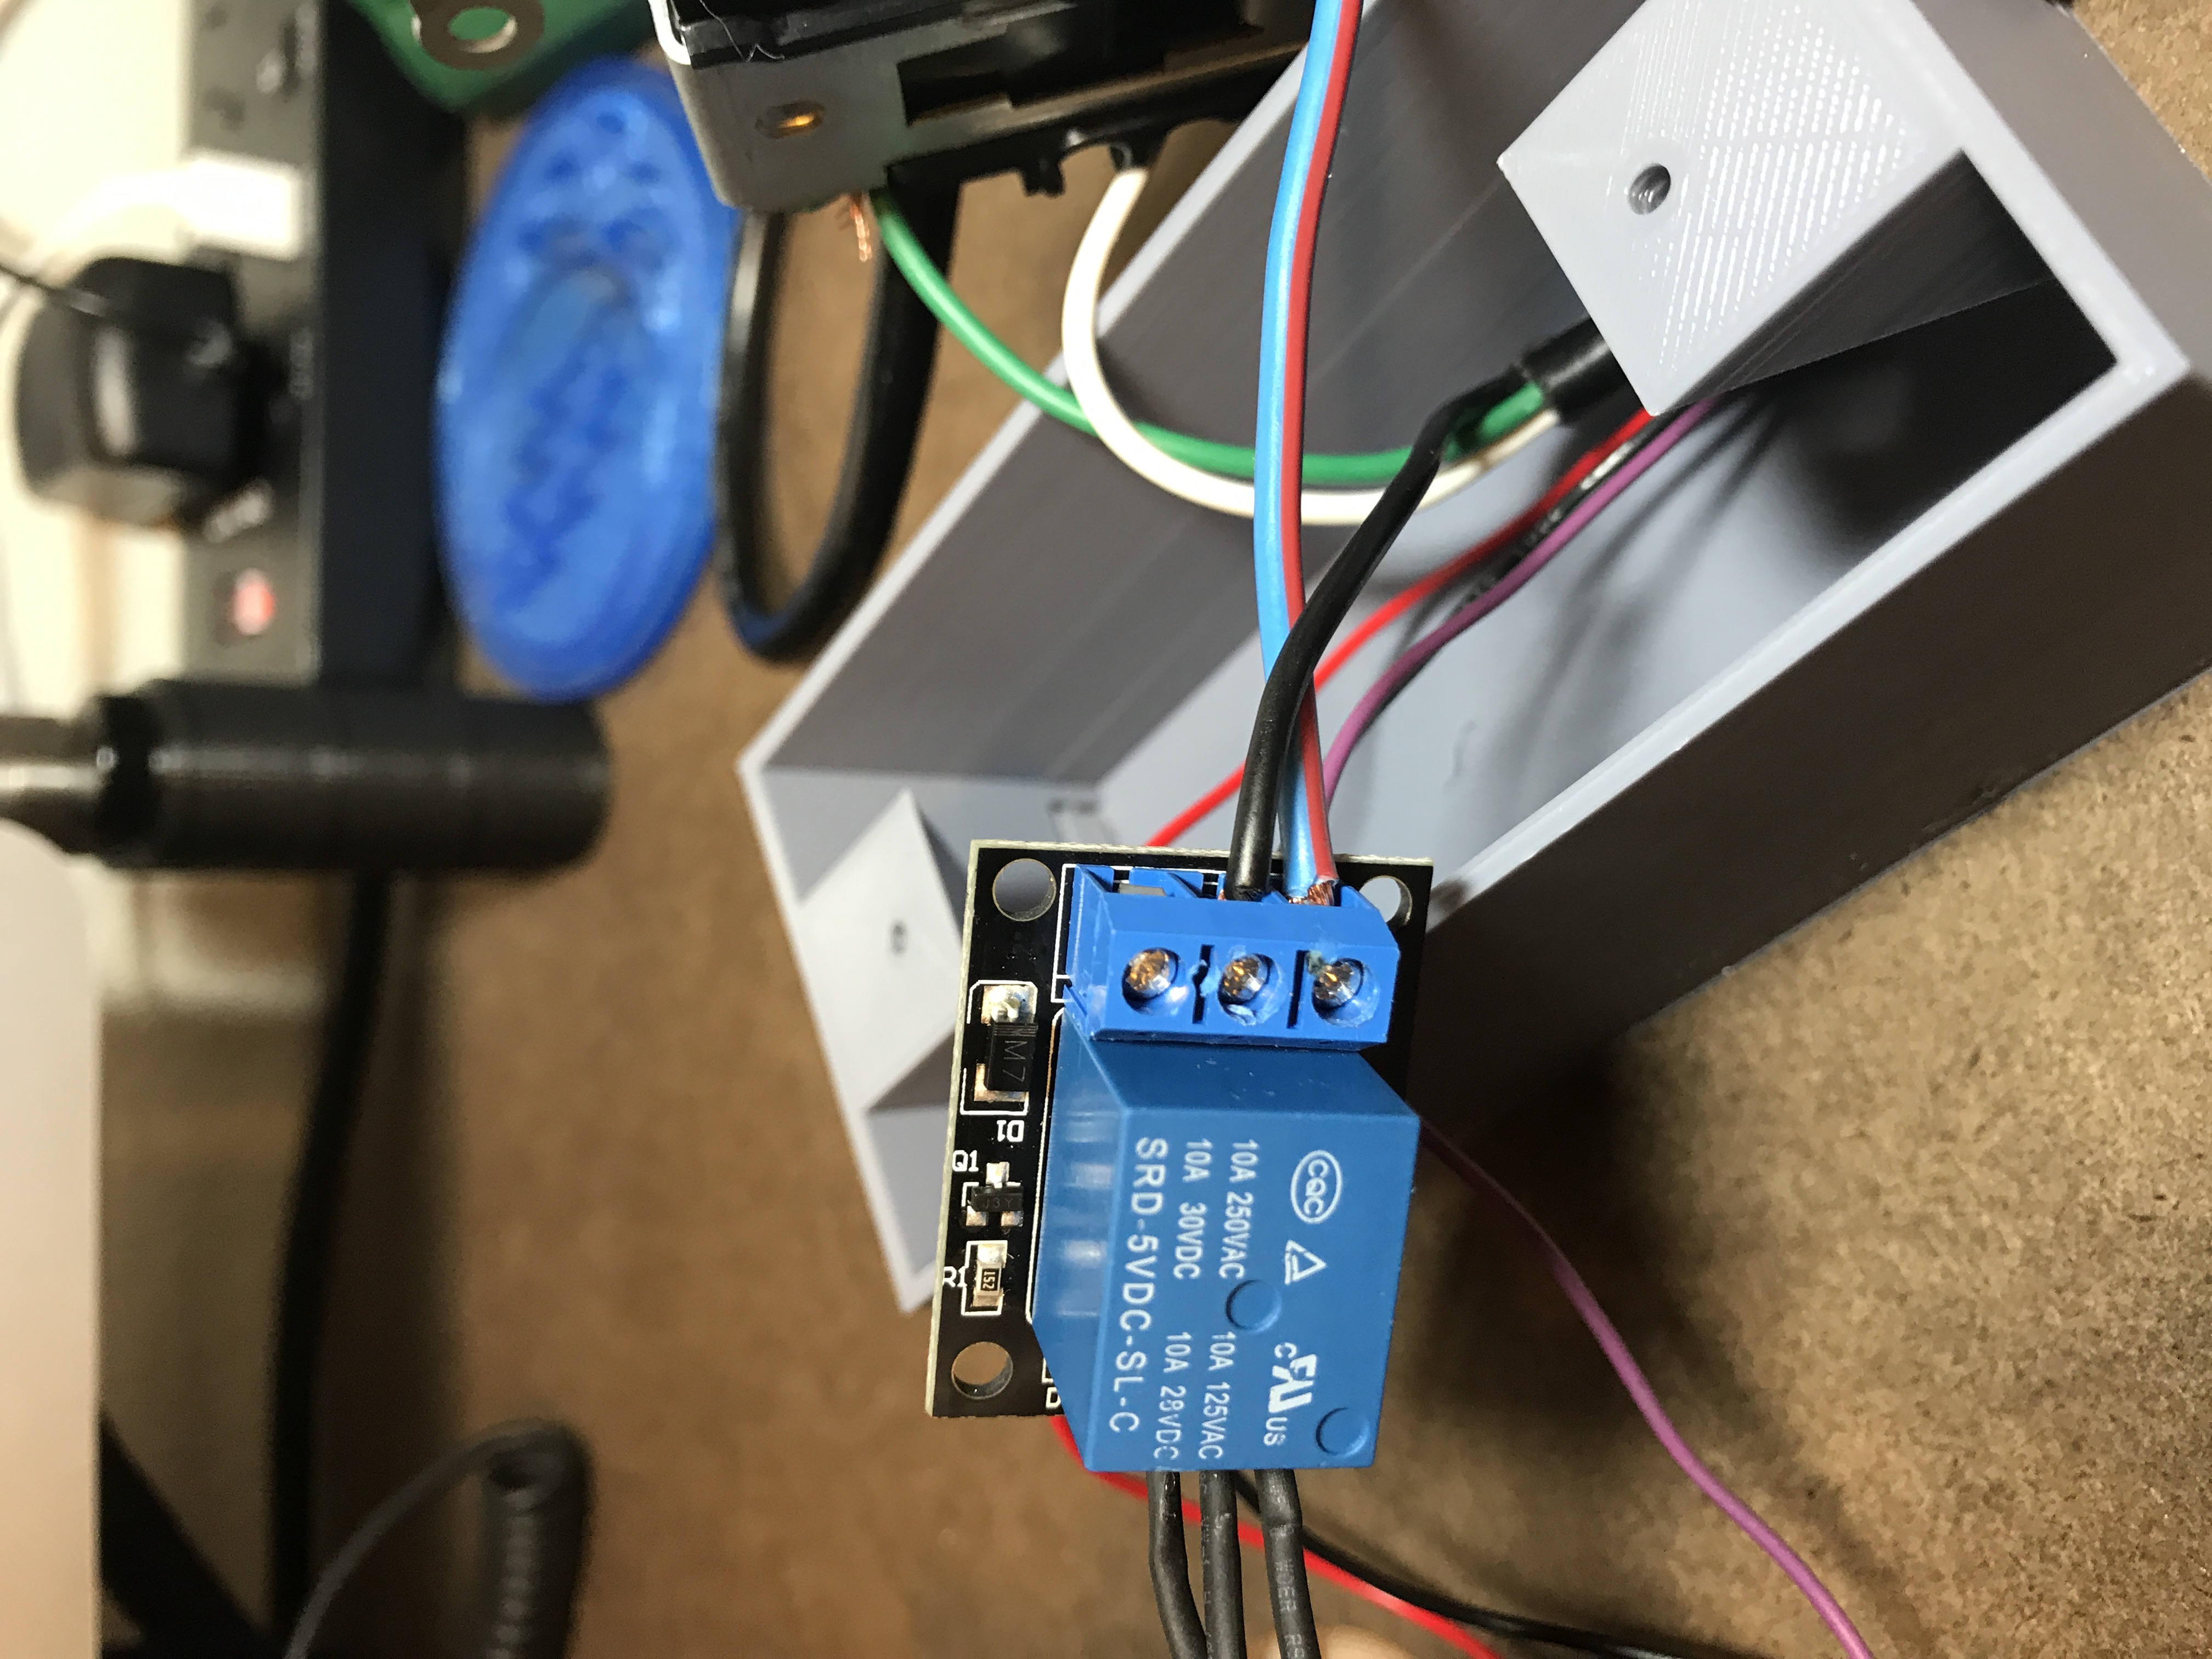 R1
Q1
D1
152
M7
SRD-5VDC-SL-C
10A 30VDC 10A 28VDC
10A 250VAC 10A 125VAC
CQC
c US